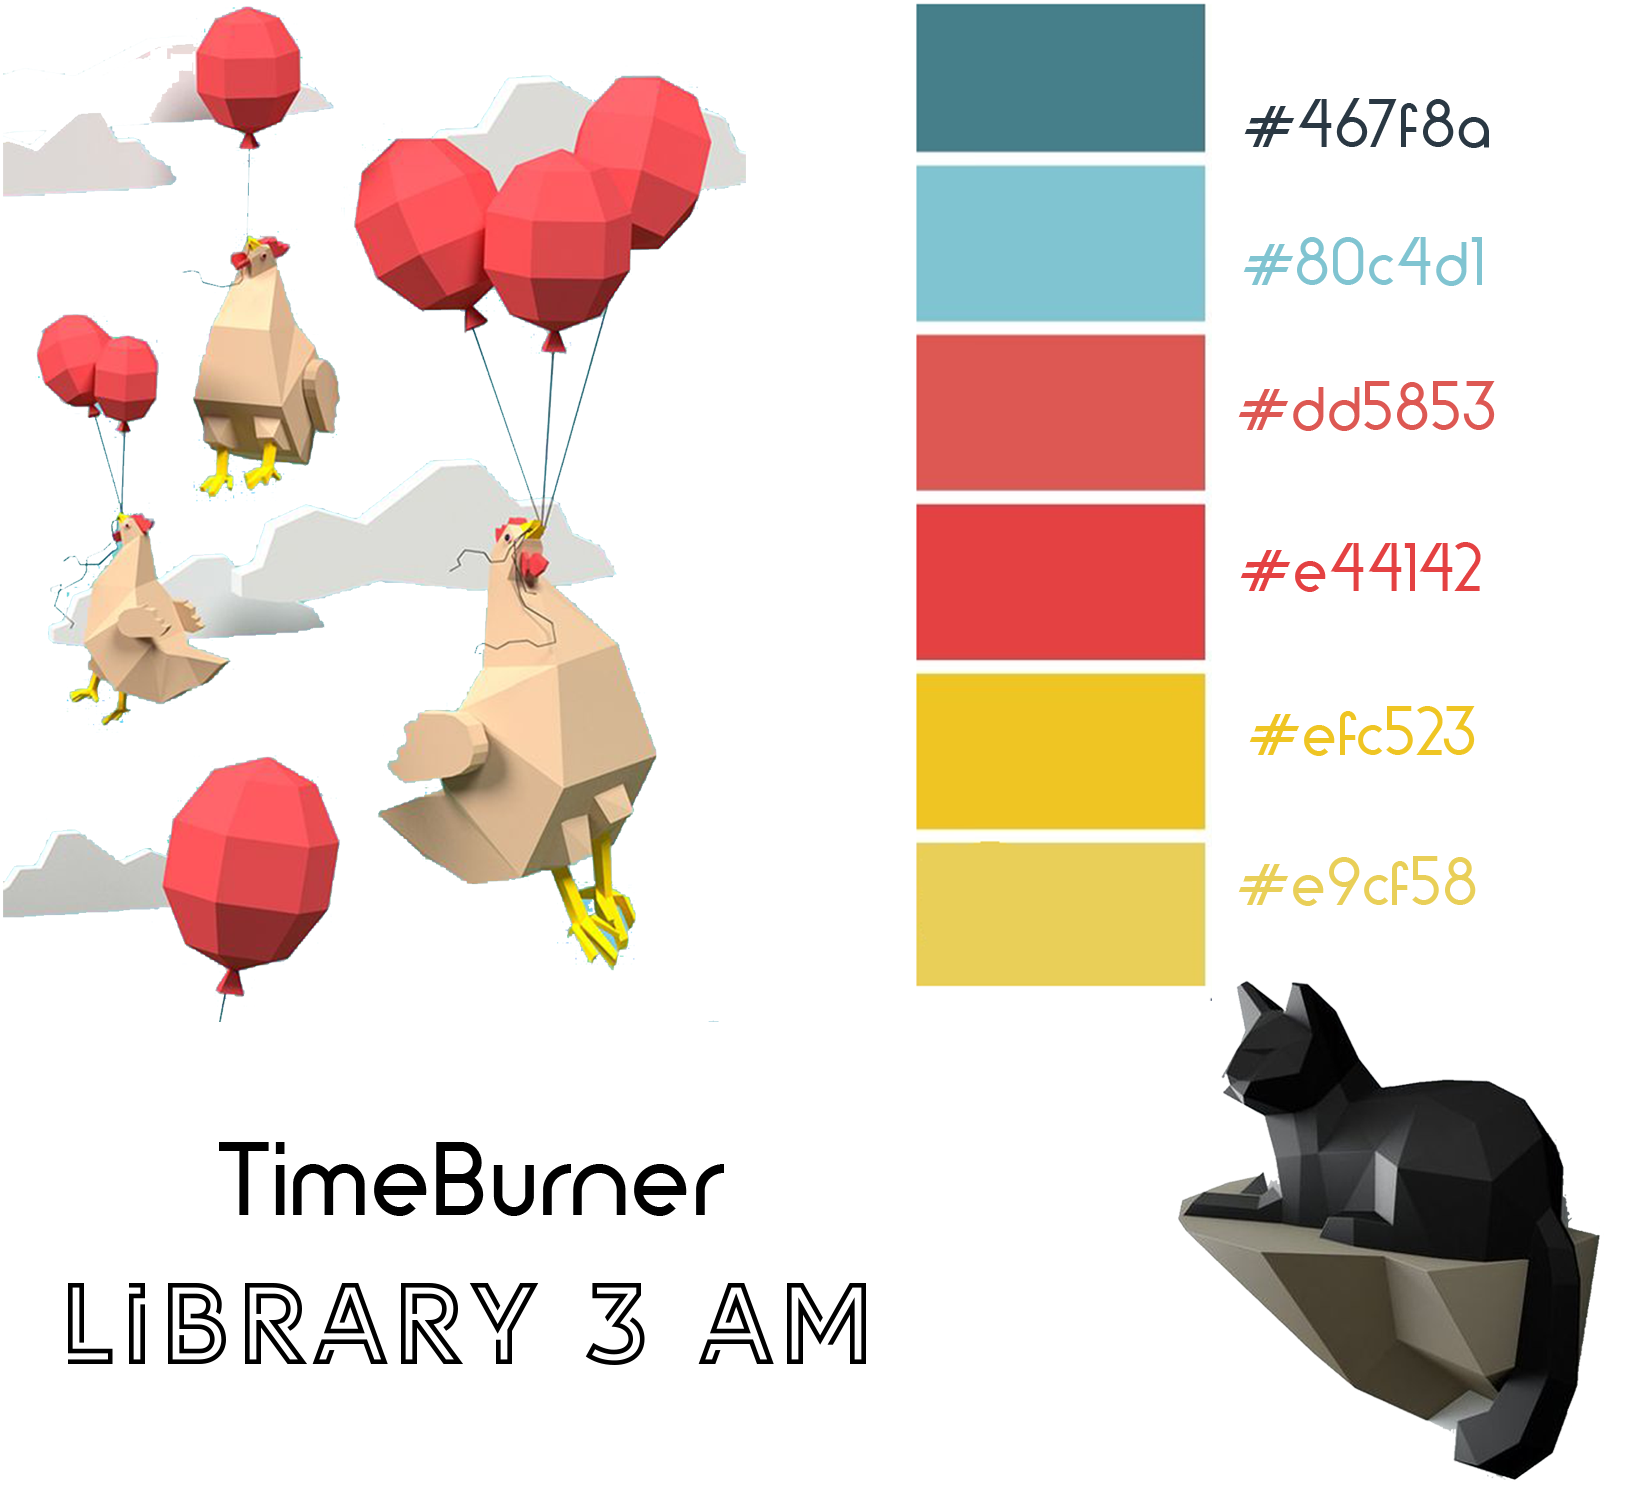 #467f8a
#80c4d1
#dd5853
#e44142
#efc523
#e9cf58
TimeBurner
LiBRARY 3 AM